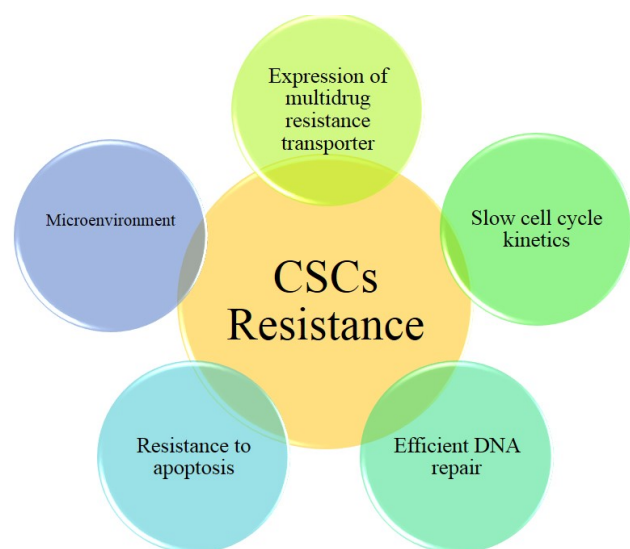 Expression of
multidrug
resistance
transporter
Microenvironment
Slow cell cycle
kinetics
CSCs
Resistance
Resistance to
apoptosis
Efficient DNA
repair